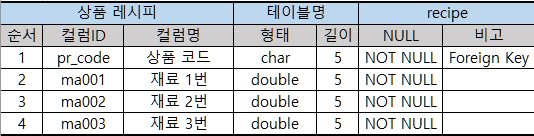 상품 레시피 테이블명 recipe
순서 컬럼ID 컬럼명 형태 길이 NULL 비고
1 pr_code 상품 코드 char 5 NOT NULL Foreign Key
2 ma001 재료 1번 double 5 NOT NULL
3 ma002 재료 2번 double 5 NOT NULL
4 ma003 재료 3번 double 5 NOT NULL